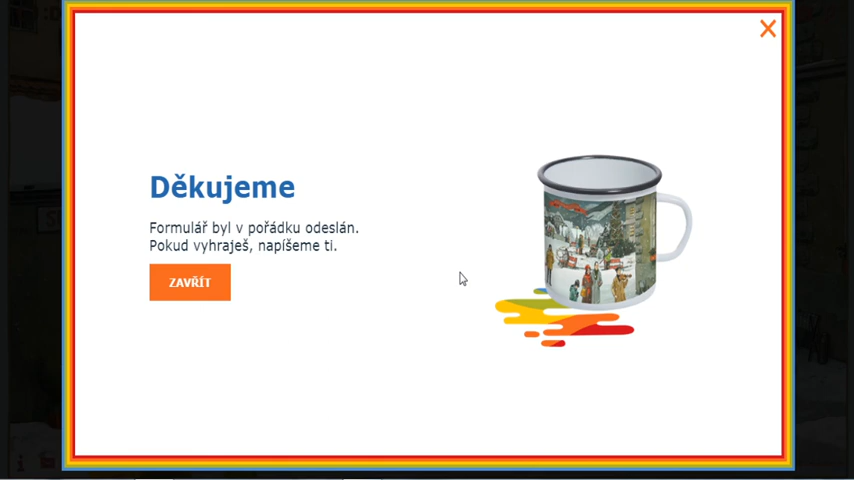 Děkujeme
Formulář byl v pořádku odeslán.
Pokud vyhraješ, napíšeme ti.
ZAVŘÍT